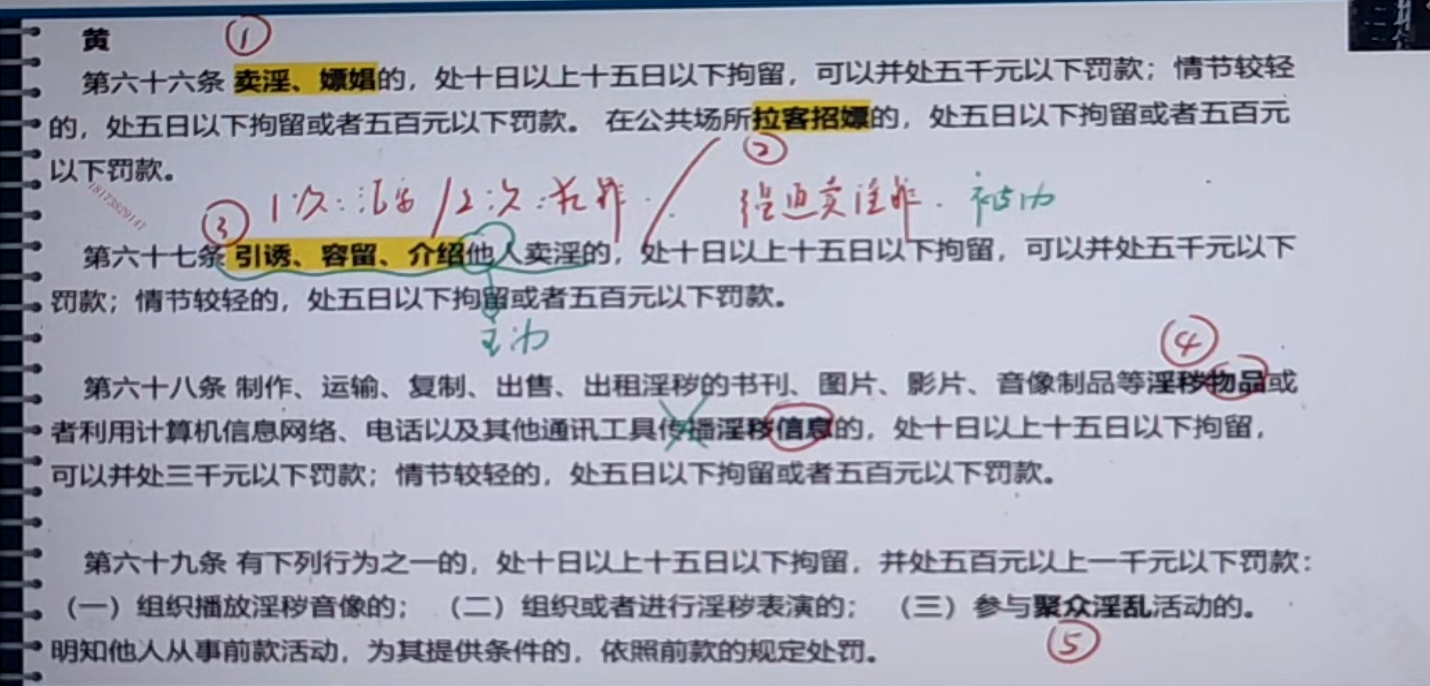 黄 ①
第六十六条 卖淫、嫖娼的，处十日以上十五日以下拘留，可以并处五千元以下罚款；情节较轻
的，处五日以下拘留或者五百元以下罚款。 在公共场所拉客招嫖的，处五日以下拘留或者五百元
以下罚款。 ②
18173829147
③ 1次：治安/2次：犯罪. 强迫卖淫罪. 被动
第六十七条 引诱、容留、介绍他人卖淫的，处十日以上十五日以下拘留，可以并处五千元以下
罚款；情节较轻的，处五日以下拘留或者五百元以下罚款。
主动
④
第六十八条 制作、运输、复制、出售、出租淫秽的书刊、图片、影片、音像制品等淫秽物品或
者利用计算机信息网络、电话以及其他通讯工具传播淫秽信息的，处十日以上十五日以下拘留，
可以并处三千元以下罚款；情节较轻的，处五日以下拘留或者五百元以下罚款。
第六十九条 有下列行为之一的，处十日以上十五日以下拘留，并处五百元以上一千元以下罚款：
（一）组织播放淫秽音像的；（二）组织或者进行淫秽表演的；（三）参与聚众淫乱活动的。
明知他人从事前款活动，为其提供条件的，依照前款的规定处罚。 ⑤